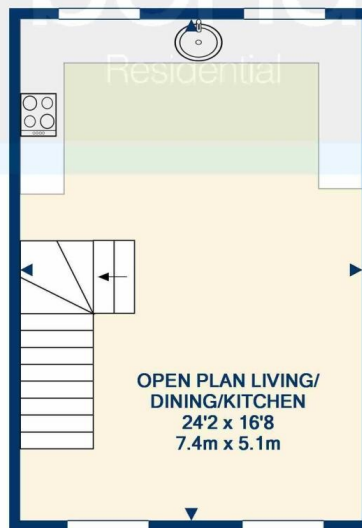 Residential
OPEN PLAN LIVING/
DINING/KITCHEN
24'2 x 16'8
7.4m x 5.1m